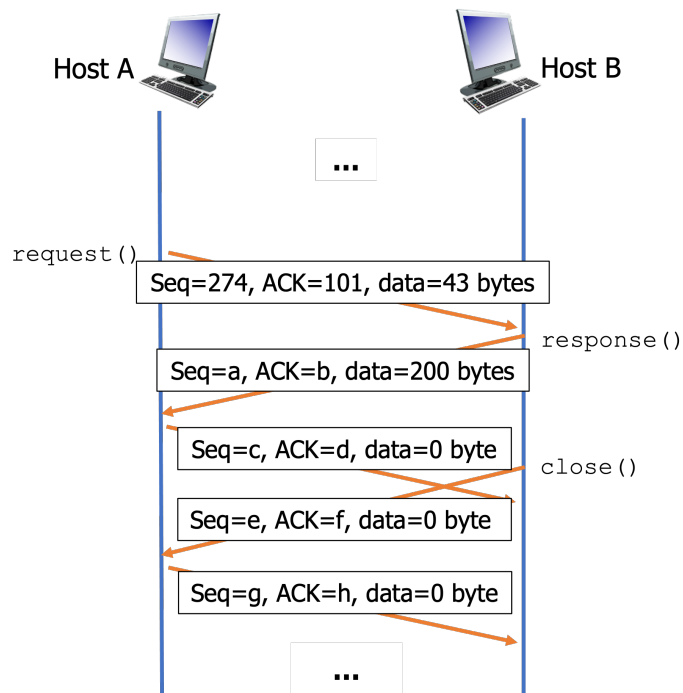 Host A
Host B
...
request()
Seq=274, ACK=101, data=43 bytes
response()
Seq=a, ACK=b, data=200 bytes
Seq=c, ACK=d, data=0 byte
close()
Seq=e, ACK=f, data=0 byte
Seq=g, ACK=h, data=0 byte
...